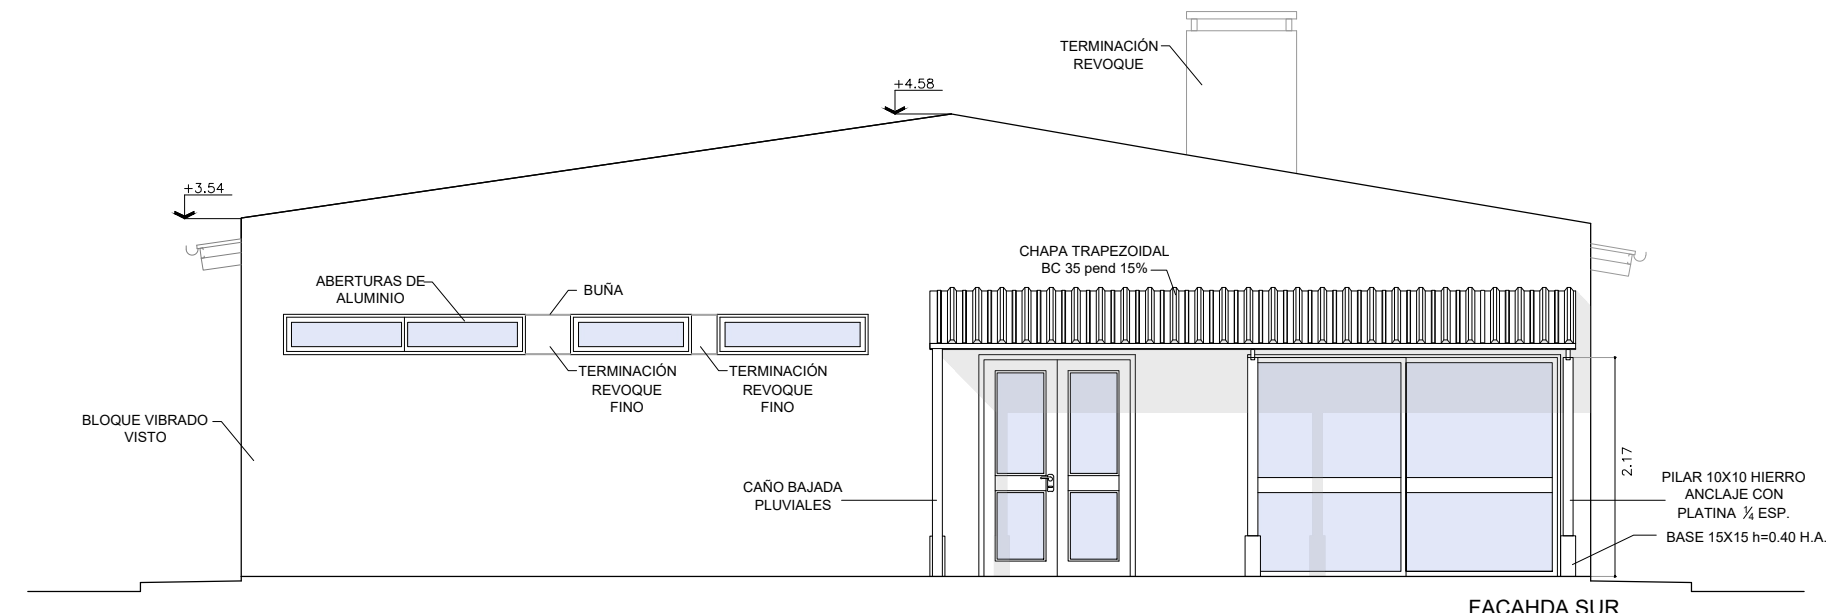 TERMINACIÓN
REVOQUE
+4.58
+3.54
CHAPA TRAPEZOIDAL
BC 35 pend 15%
ABERTURAS DE
ALUMINIO
BUÑA
TERMINACIÓN
REVOQUE
FINO
TERMINACIÓN
REVOQUE
FINO
BLOQUE VIBRADO
VISTO
CAÑO BAJADA
PLUVIALES
2.17
PILAR 10X10 HIERRO
ANCLAJE CON
PLATINA ¼ ESP.
BASE 15X15 h=0.40 H.A.
FACAHDA SUR